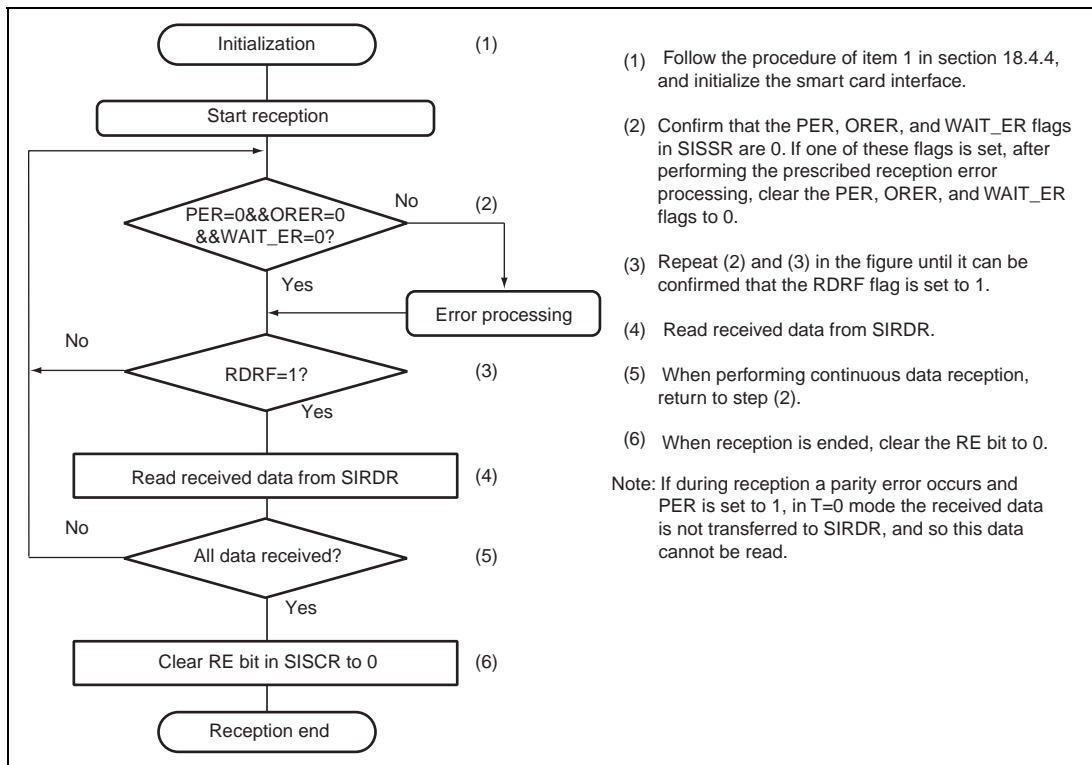 Initialization
(1)
Start reception
PER=0&&ORER=0
&&WAIT_ER=0?
No
(2)
Yes
Error processing
No
RDRF=1?
(3)
Yes
Read received data from SIRDR
(4)
No
All data received?
(5)
Yes
Clear RE bit in SISCR to 0
(6)
Reception end
(1) Follow the procedure of item 1 in section 18.4.4,
and initialize the smart card interface.
(2) Confirm that the PER, ORER, and WAIT_ER flags
in SISSR are 0. If one of these flags is set, after
performing the prescribed reception error
processing, clear the PER, ORER, and WAIT_ER
flags to 0.
(3) Repeat (2) and (3) in the figure until it can be
confirmed that the RDRF flag is set to 1.
(4) Read received data from SIRDR.
(5) When performing continuous data reception,
return to step (2).
(6) When reception is ended, clear the RE bit to 0.
Note: If during reception a parity error occurs and
PER is set to 1, in T=0 mode the received data
is not transferred to SIRDR, and so this data
cannot be read.